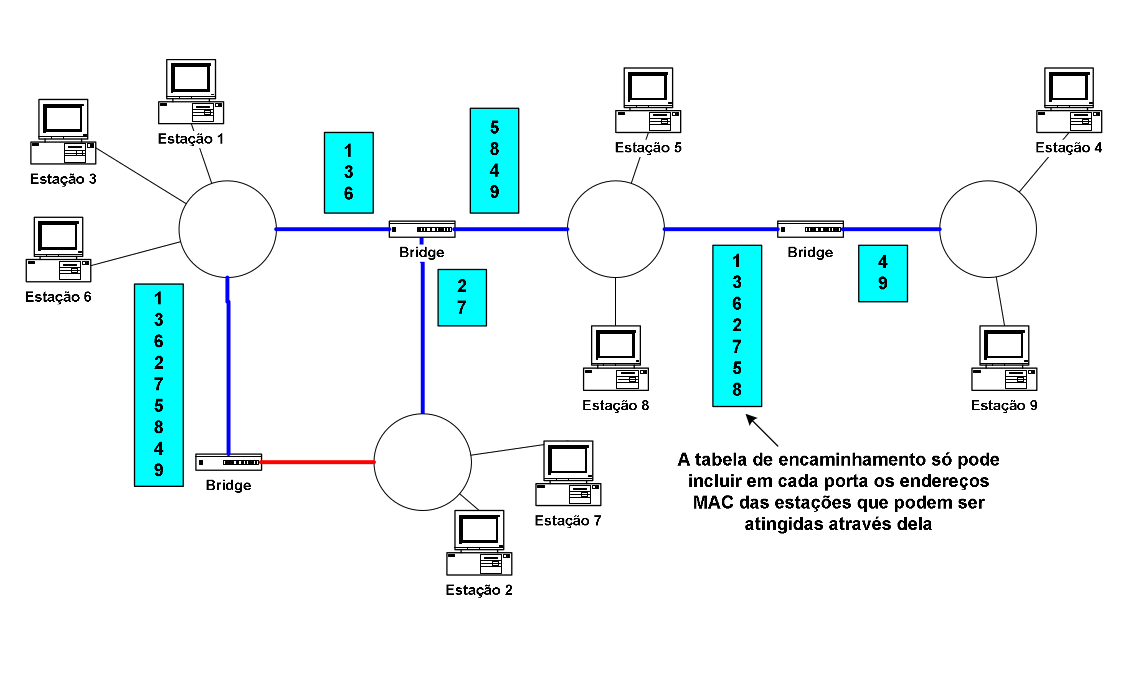 Estação 1
Estação 3
Estação 6
1
3
6
5
8
4
9
Bridge
2
7
1
3
6
2
7
5
8
4
9
Bridge
Estação 7
Estação 2
Estação 5
Estação 8
Bridge
1
3
6
2
7
5
8
4
9
Estação 4
Estação 9
A tabela de encaminhamento só pode
incluir em cada porta os endereços
MAC das estações que podem ser
atingidas através dela